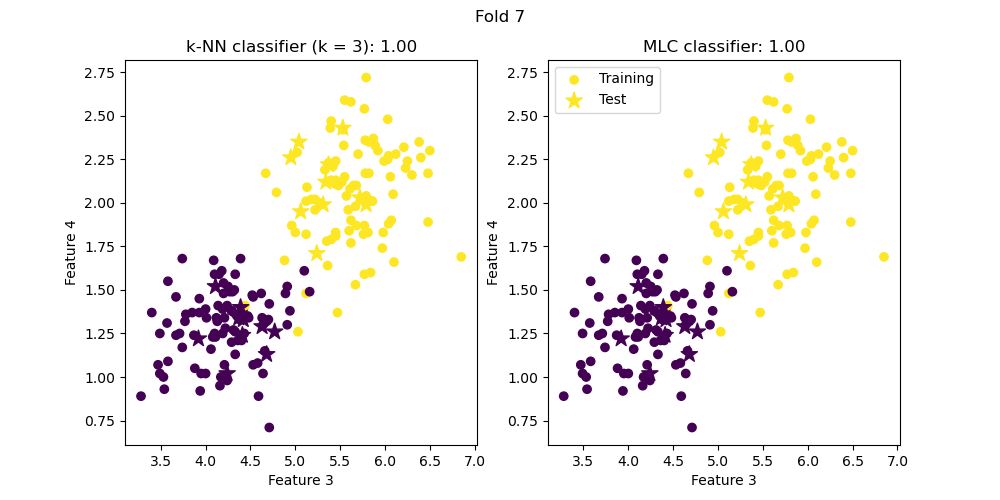 Fold 7
k-NN classifier (k = 3): 1.00
2.75
2.50
2.25
2.00
1.75
1.50
1.25
1.00
0.75
Feature 4
3.5 4.0 4.5 5.0 5.5 6.0 6.5 7.0
Feature 3
MLC classifier: 1.00
Training
Test
2.75
2.50
2.25
2.00
1.75
1.50
1.25
1.00
0.75
Feature 4
3.5 4.0 4.5 5.0 5.5 6.0 6.5 7.0
Feature 3